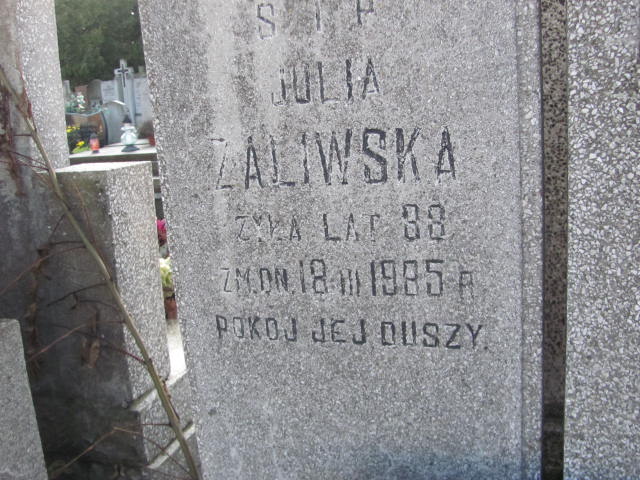 Ś I P
JULIA
ZALIWSKA
ŻYŁA LAT 88
ZM. DN. 18 III 1985 R
POKÓJ JEJ DUSZY.